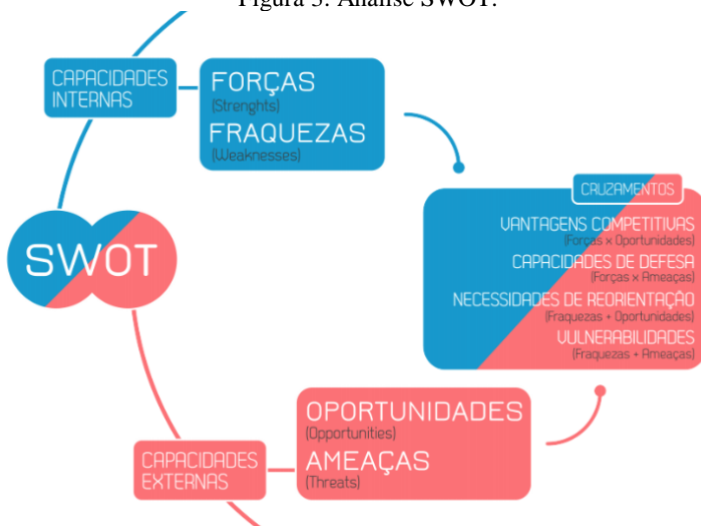 Figura 3: Análise SWOT.
CAPACIDADES
INTERNAS
FORÇAS
(Strenghts)
FRAQUEZAS
(Weaknesses)
SWOT
CRUZAMENTOS
VANTAGENS COMPETITIVAS
(Forças x Oportunidades)
CAPACIDADES DE DEFESA
(Forças x Ameaças)
NECESSIDADES DE REORIENTAÇÃO
(Fraquezas + Oportunidades)
VULNERABILIDADES
(Fraquezas + Ameaças)
OPORTUNIDADES
(Opportunities)
AMEAÇAS
(Threats)
CAPACIDADES
EXTERNAS